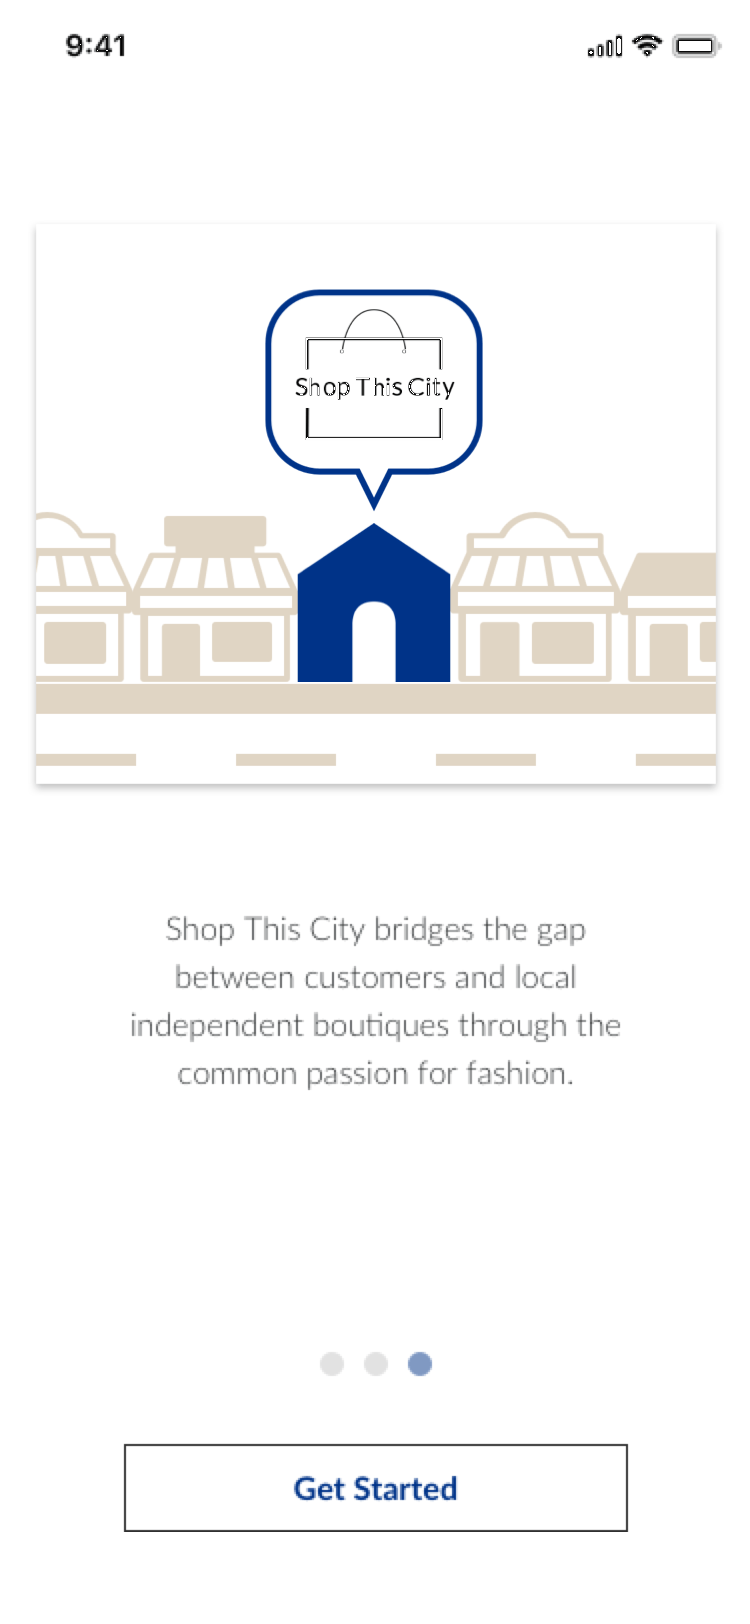 9:41
Shop This City
Shop This City bridges the gap
between customers and local
independent boutiques through the
common passion for fashion.
Get Started